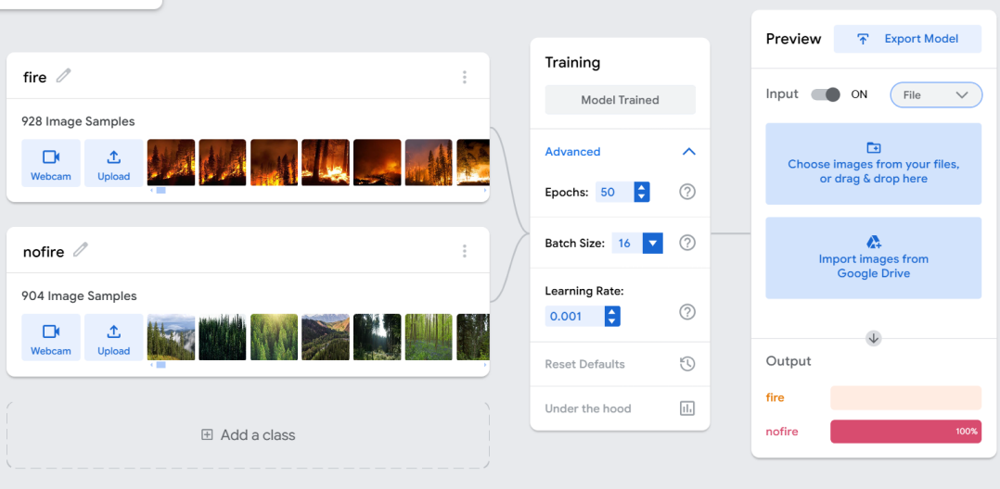 fire
928 Image Samples
Webcam
Upload
nofire
904 Image Samples
Webcam
Upload
Add a class
Training
Model Trained
Advanced
Epochs: 50
Batch Size: 16
Learning Rate:
0.001
Reset Defaults
Under the hood
Preview
Export Model
Input ON File
Choose images from your files,
or drag & drop here
Import images from
Google Drive
Output
fire
nofire 100%